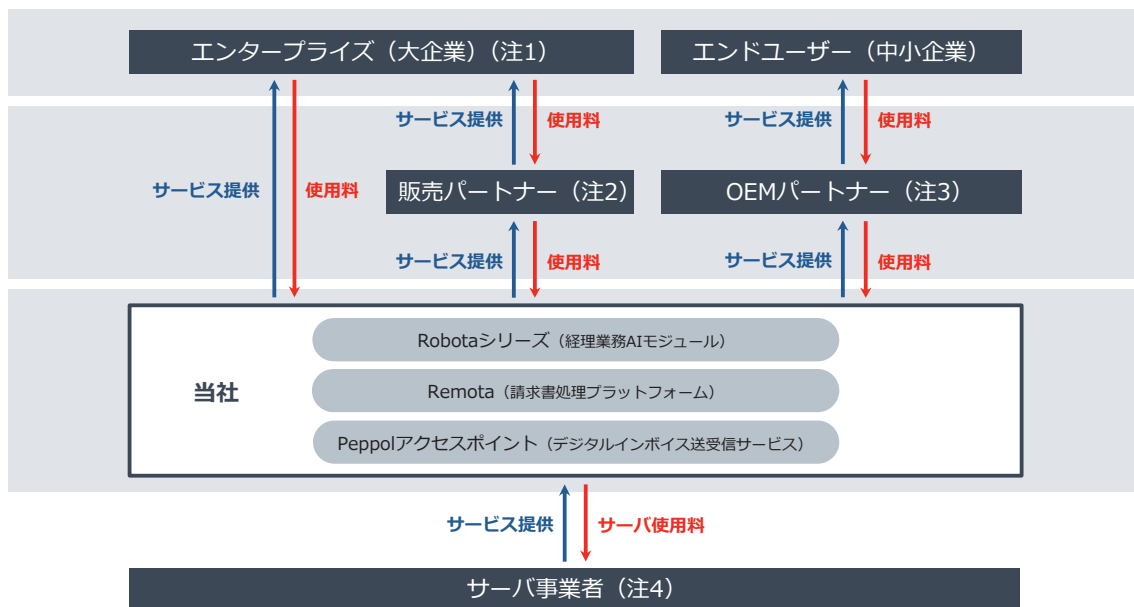 エンタープライズ（大企業）（注1）
エンドユーザー（中小企業）
サービス提供
使用料
サービス提供
使用料
サービス提供
使用料
販売パートナー（注2）
OEMパートナー（注3）
サービス提供
使用料
サービス提供
使用料
当社
Robotaシリーズ（経理業務AIモジュール）
Remota（請求書処理プラットフォーム）
Peppolアクセスポイント（デジタルインボイス送受信サービス）
サービス提供
サーバ使用料
サーバ事業者（注4）